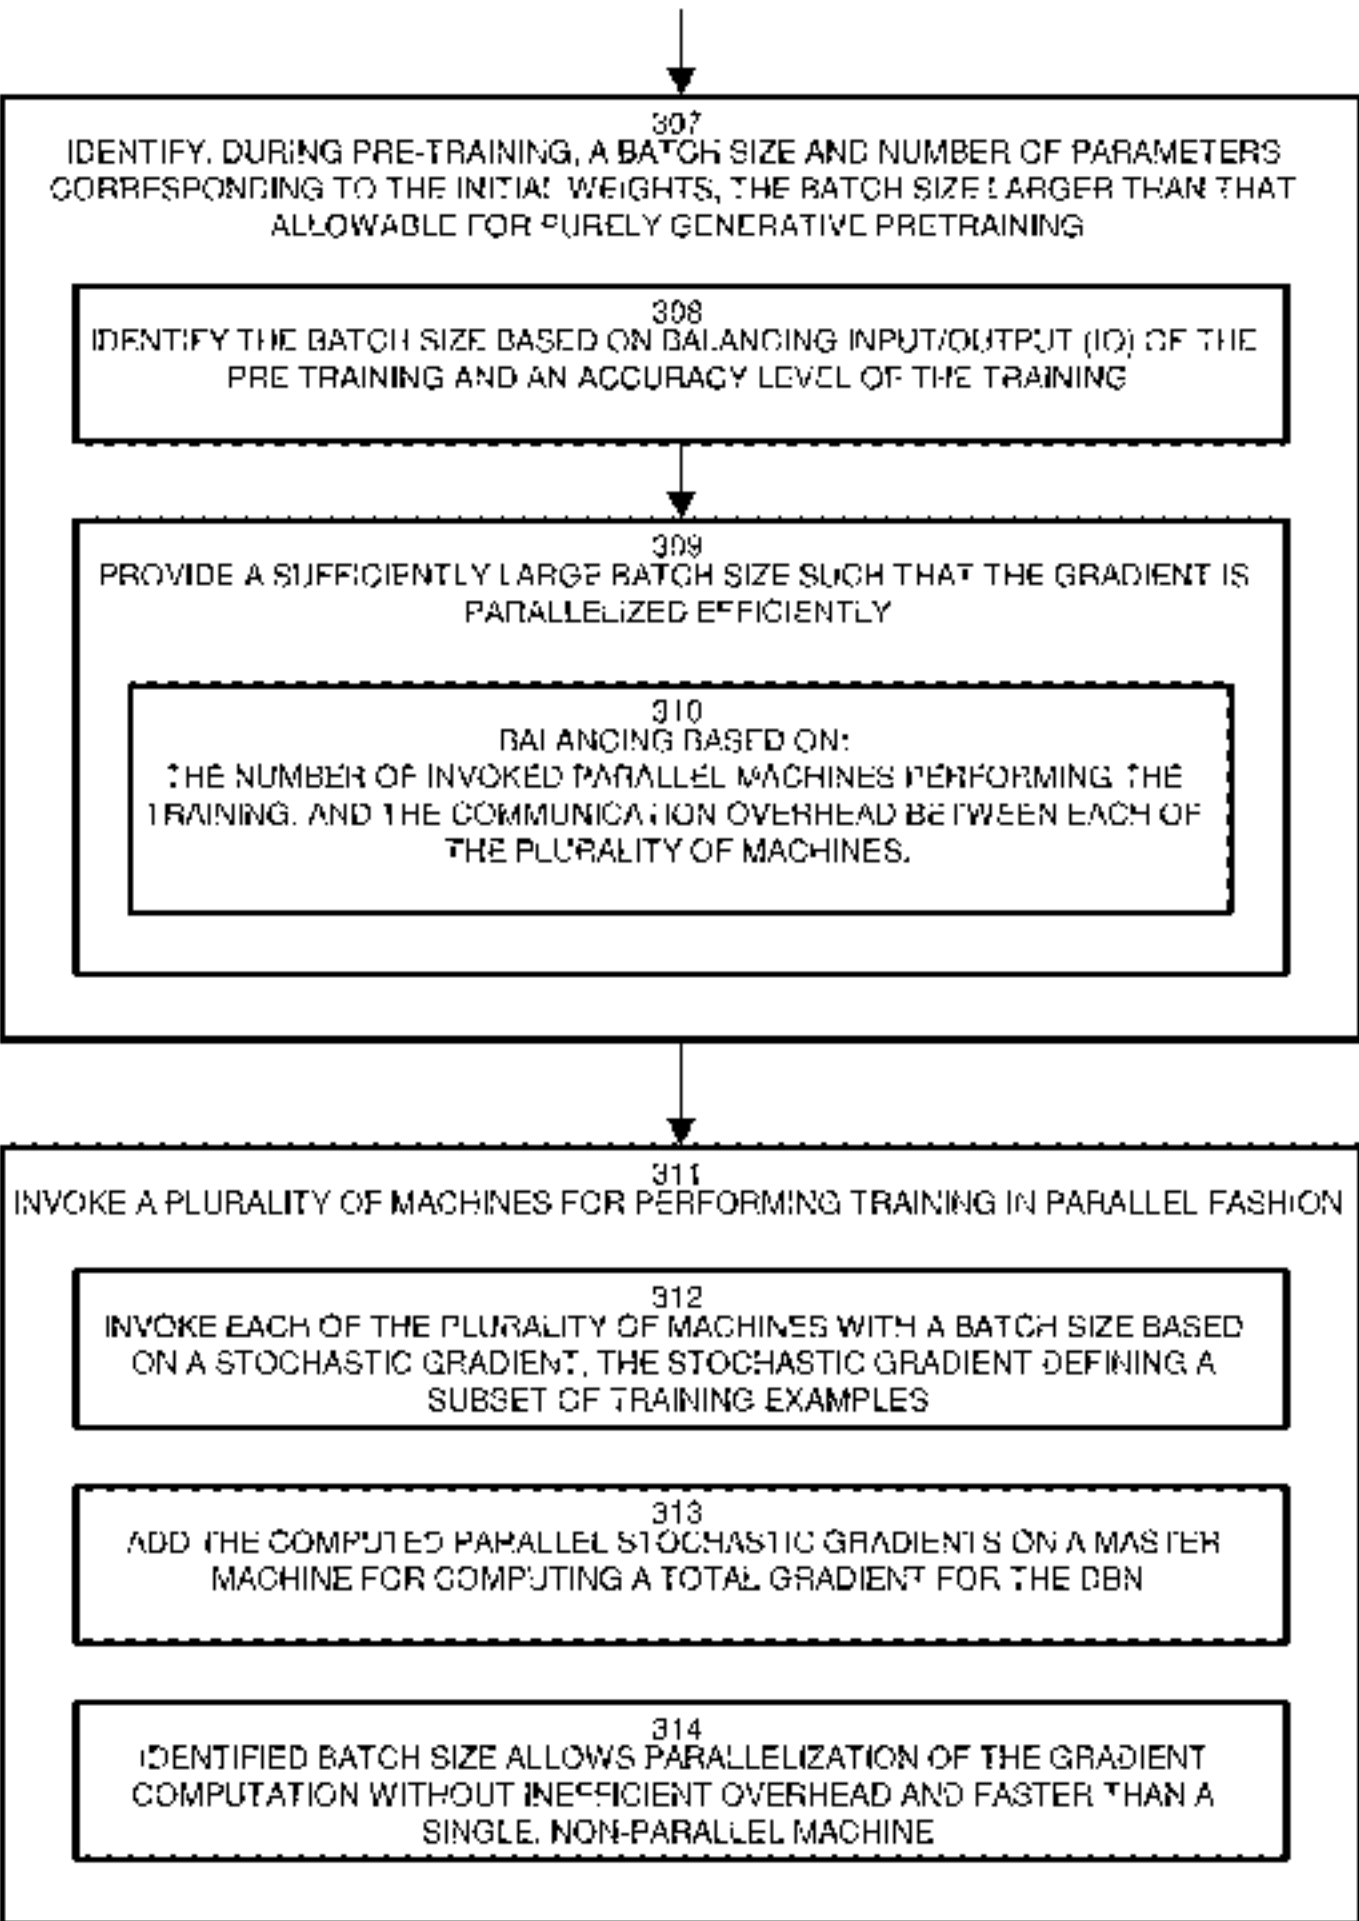 307
IDENTIFY, DURING PRE-TRAINING, A BATCH SIZE AND NUMBER OF PARAMETERS
CORRESPONDING TO THE INITIAL WEIGHTS, THE BATCH SIZE LARGER THAN THAT
ALLOWABLE FOR PURELY GENERATIVE PRETRAINING
308
IDENTIFY THE BATCH SIZE BASED ON BALANCING INPUT/OUTPUT (IO) OF THE
PRE TRAINING AND AN ACCURACY LEVEL OF THE TRAINING
309
PROVIDE A SUFFICIENTLY LARGE BATCH SIZE SUCH THAT THE GRADIENT IS
PARALLELIZED EFFICIENTLY
310
BALANCING BASED ON:
THE NUMBER OF INVOKED PARALLEL MACHINES PERFORMING THE
TRAINING, AND THE COMMUNICATION OVERHEAD BETWEEN EACH OF
THE PLURALITY OF MACHINES.
311
INVOKE A PLURALITY OF MACHINES FOR PERFORMING TRAINING IN PARALLEL FASHION
312
INVOKE EACH OF THE PLURALITY OF MACHINES WITH A BATCH SIZE BASED
ON A STOCHASTIC GRADIENT, THE STOCHASTIC GRADIENT DEFINING A
SUBSET OF TRAINING EXAMPLES
313
ADD THE COMPUTED PARALLEL STOCHASTIC GRADIENTS ON A MASTER
MACHINE FOR COMPUTING A TOTAL GRADIENT FOR THE DBN
314
IDENTIFIED BATCH SIZE ALLOWS PARALLELIZATION OF THE GRADIENT
COMPUTATION WITHOUT INEFFICIENT OVERHEAD AND FASTER THAN A
SINGLE, NON-PARALLEL MACHINE